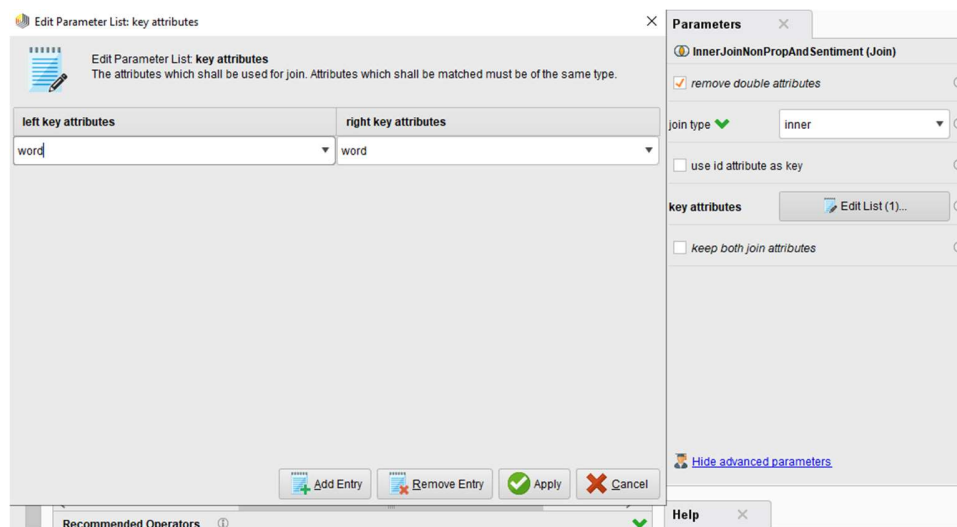 Edit Parameter List: key attributes
Edit Parameter List: key attributes
The attributes which shall be used for join. Attributes which shall be matched must be of the same type.
left key attributes
right key attributes
word
word
Add Entry
Remove Entry
Apply
Cancel
Recommended Operators
Parameters
InnerJoinNonPropAndSentiment (Join)
remove double attributes
join type
inner
use id attribute as key
key attributes
Edit List (1)...
keep both join attributes
Hide advanced parameters
Help